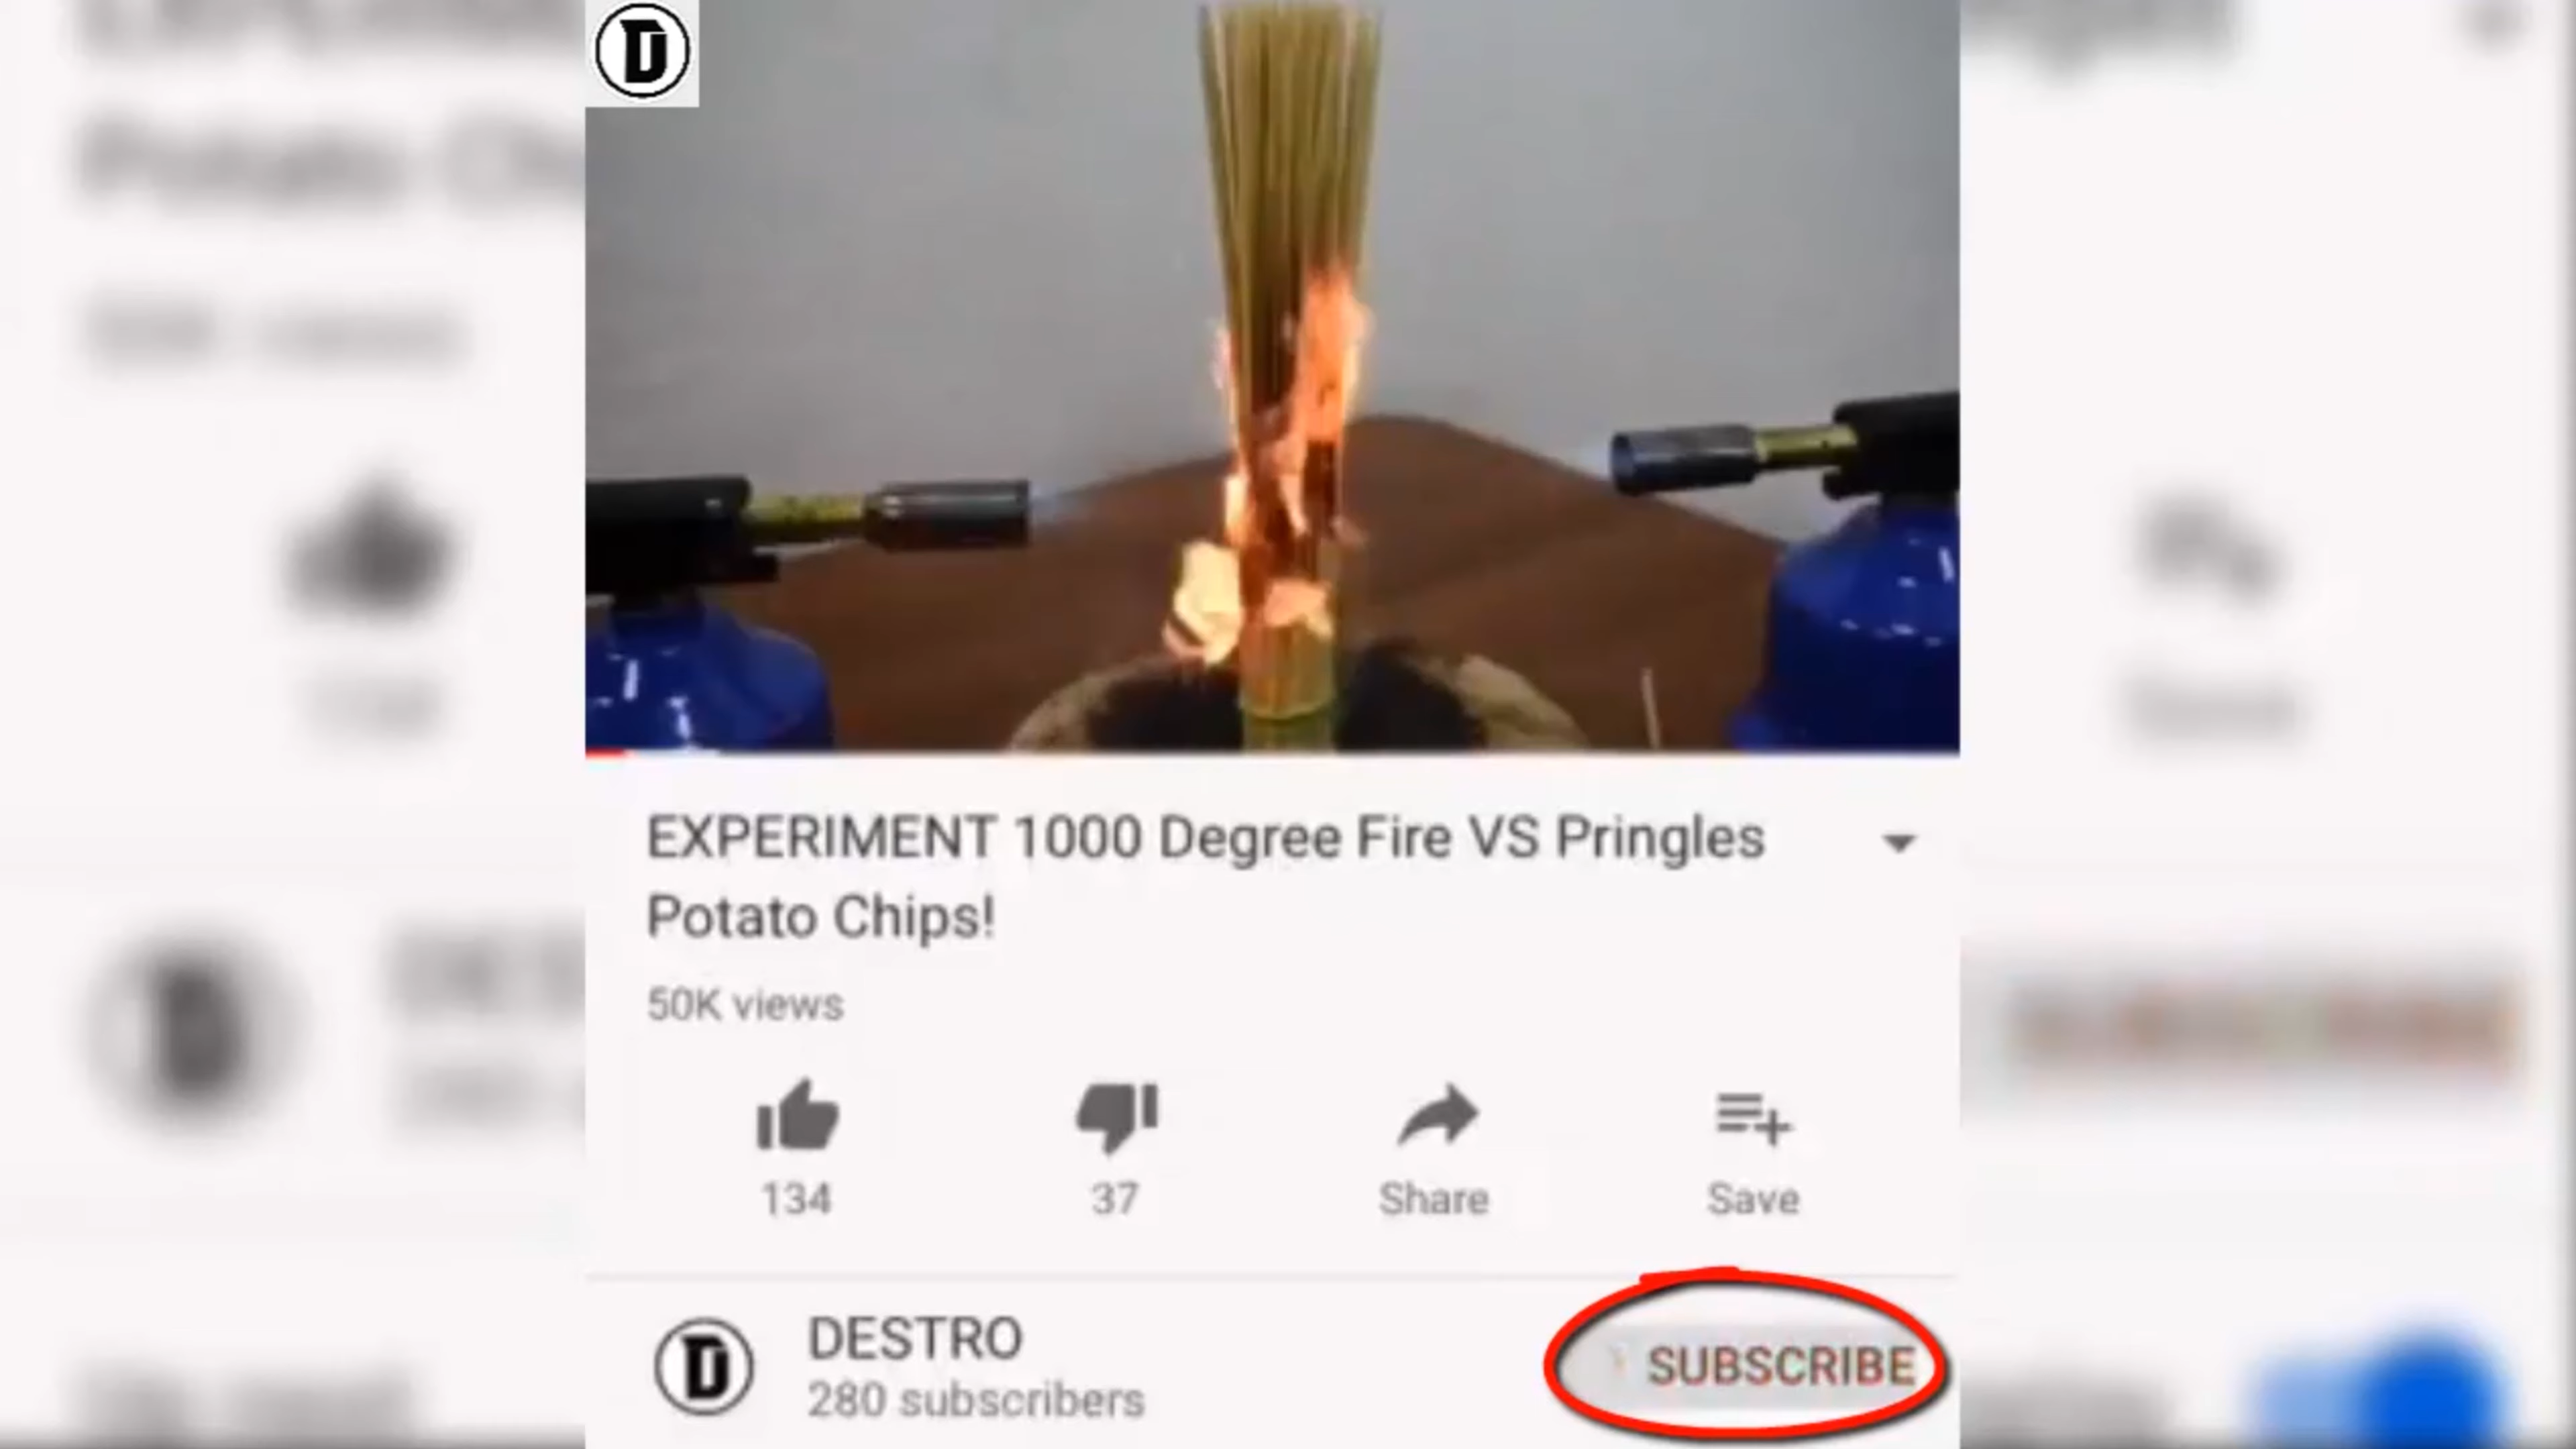 D
EXPERIMENT 1000 Degree Fire VS Pringles
Potato Chips!
50K views
134
37
Share
Save
D
DESTRO
280 subscribers
SUBSCRIBE